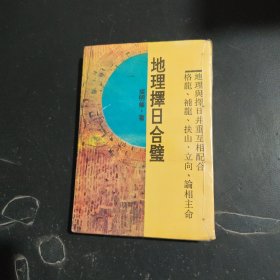 地理與擇日并重互相配合
格龍、補龍、扶山、立向、論相主命
地理擇日合璧
著